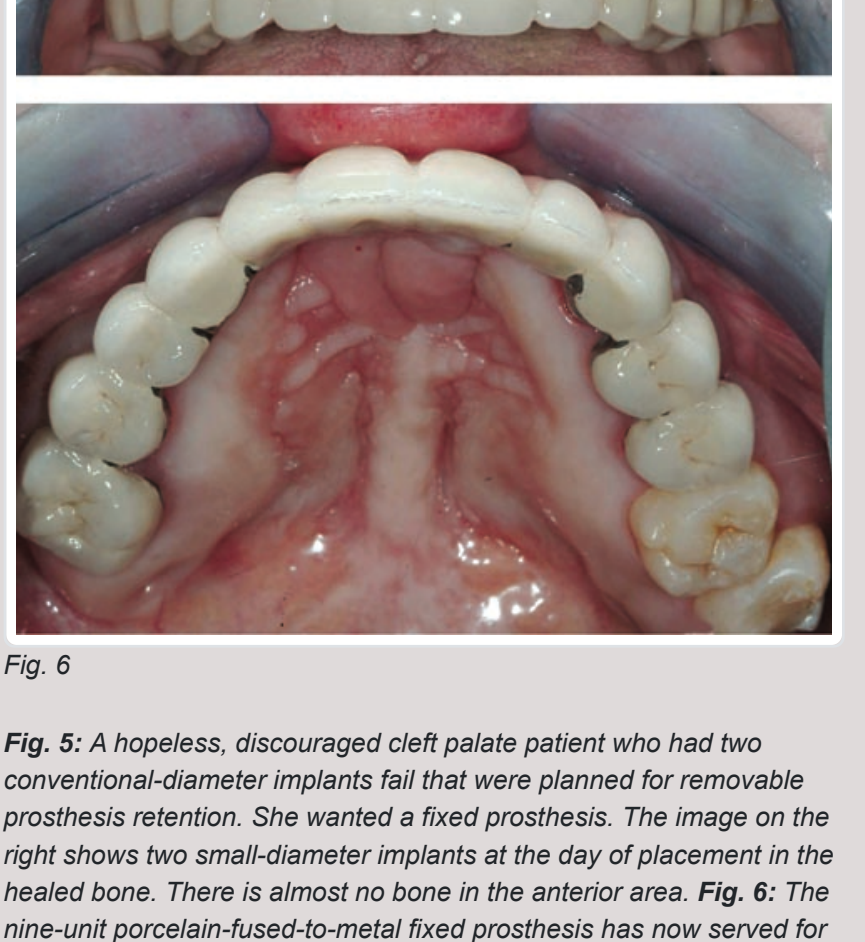 Fig. 6
Fig. 5: A hopeless, discouraged cleft palate patient who had two
conventional-diameter implants fail that were planned for removable
prosthesis retention. She wanted a fixed prosthesis. The image on the
right shows two small-diameter implants at the day of placement in the
healed bone. There is almost no bone in the anterior area. Fig. 6: The
nine-unit porcelain-fused-to-metal fixed prosthesis has now served for